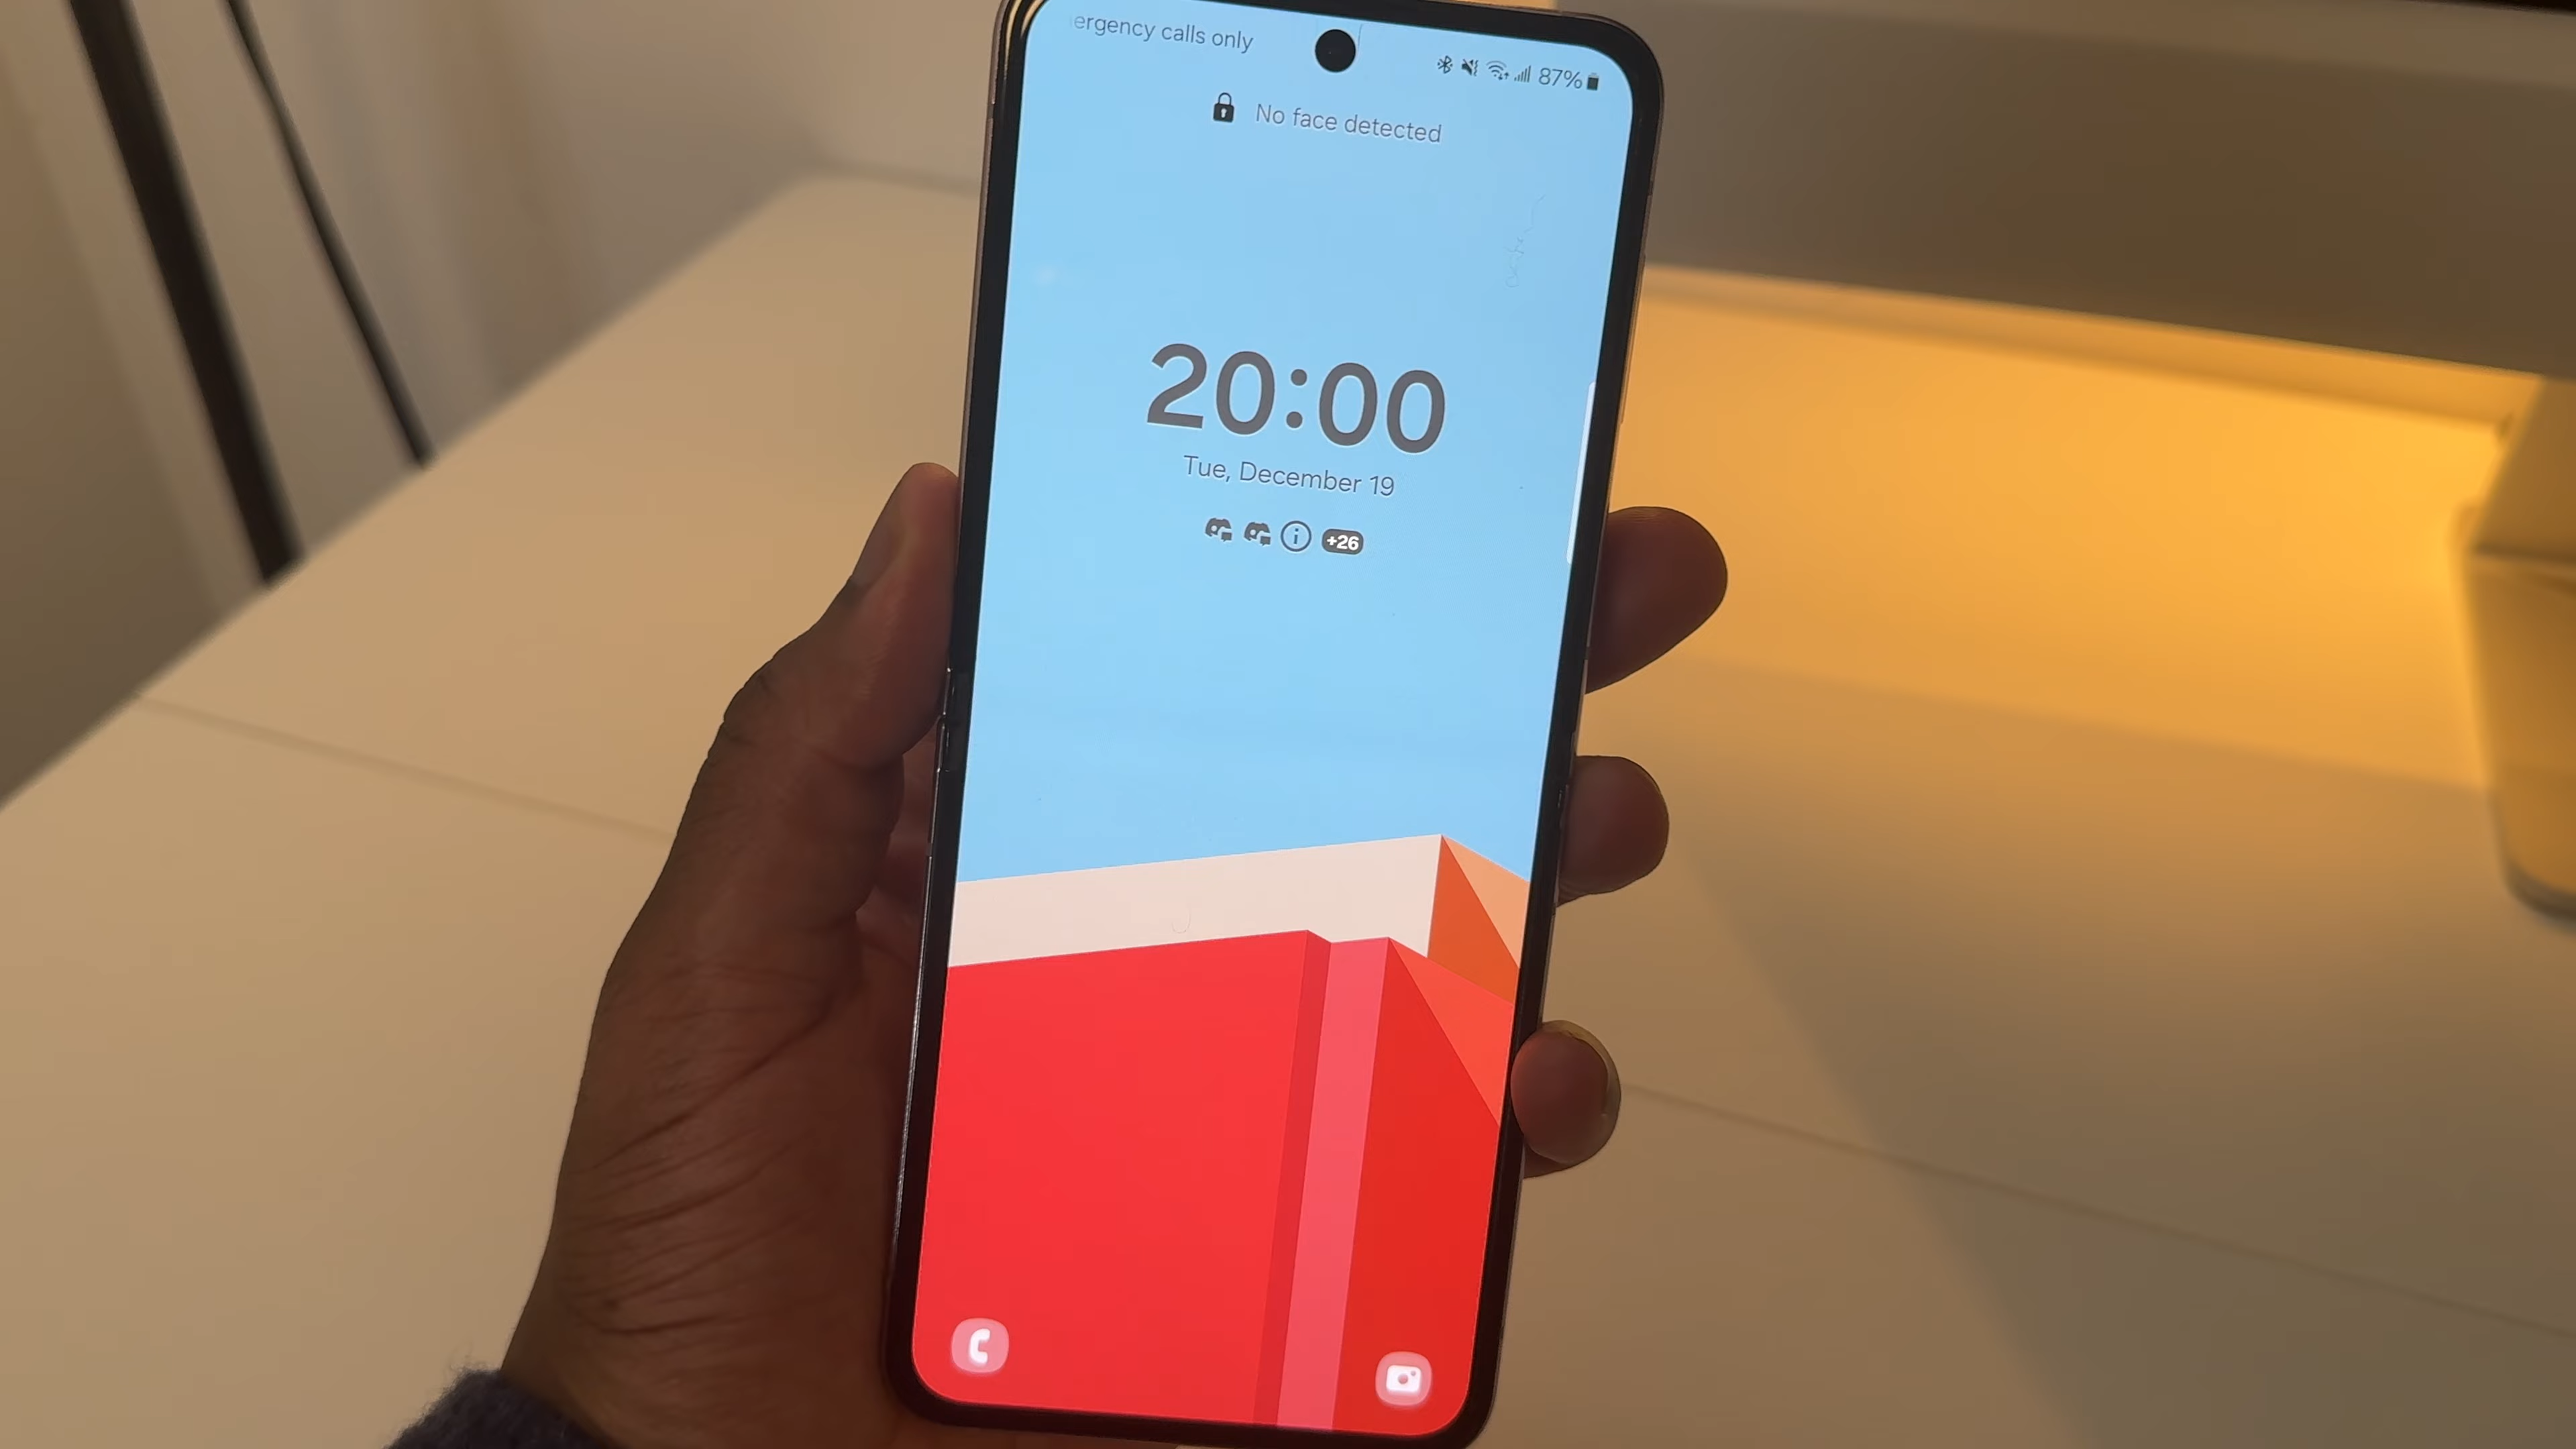 ergency calls only
87%
No face detected
20:00
Tue, December 19
+26